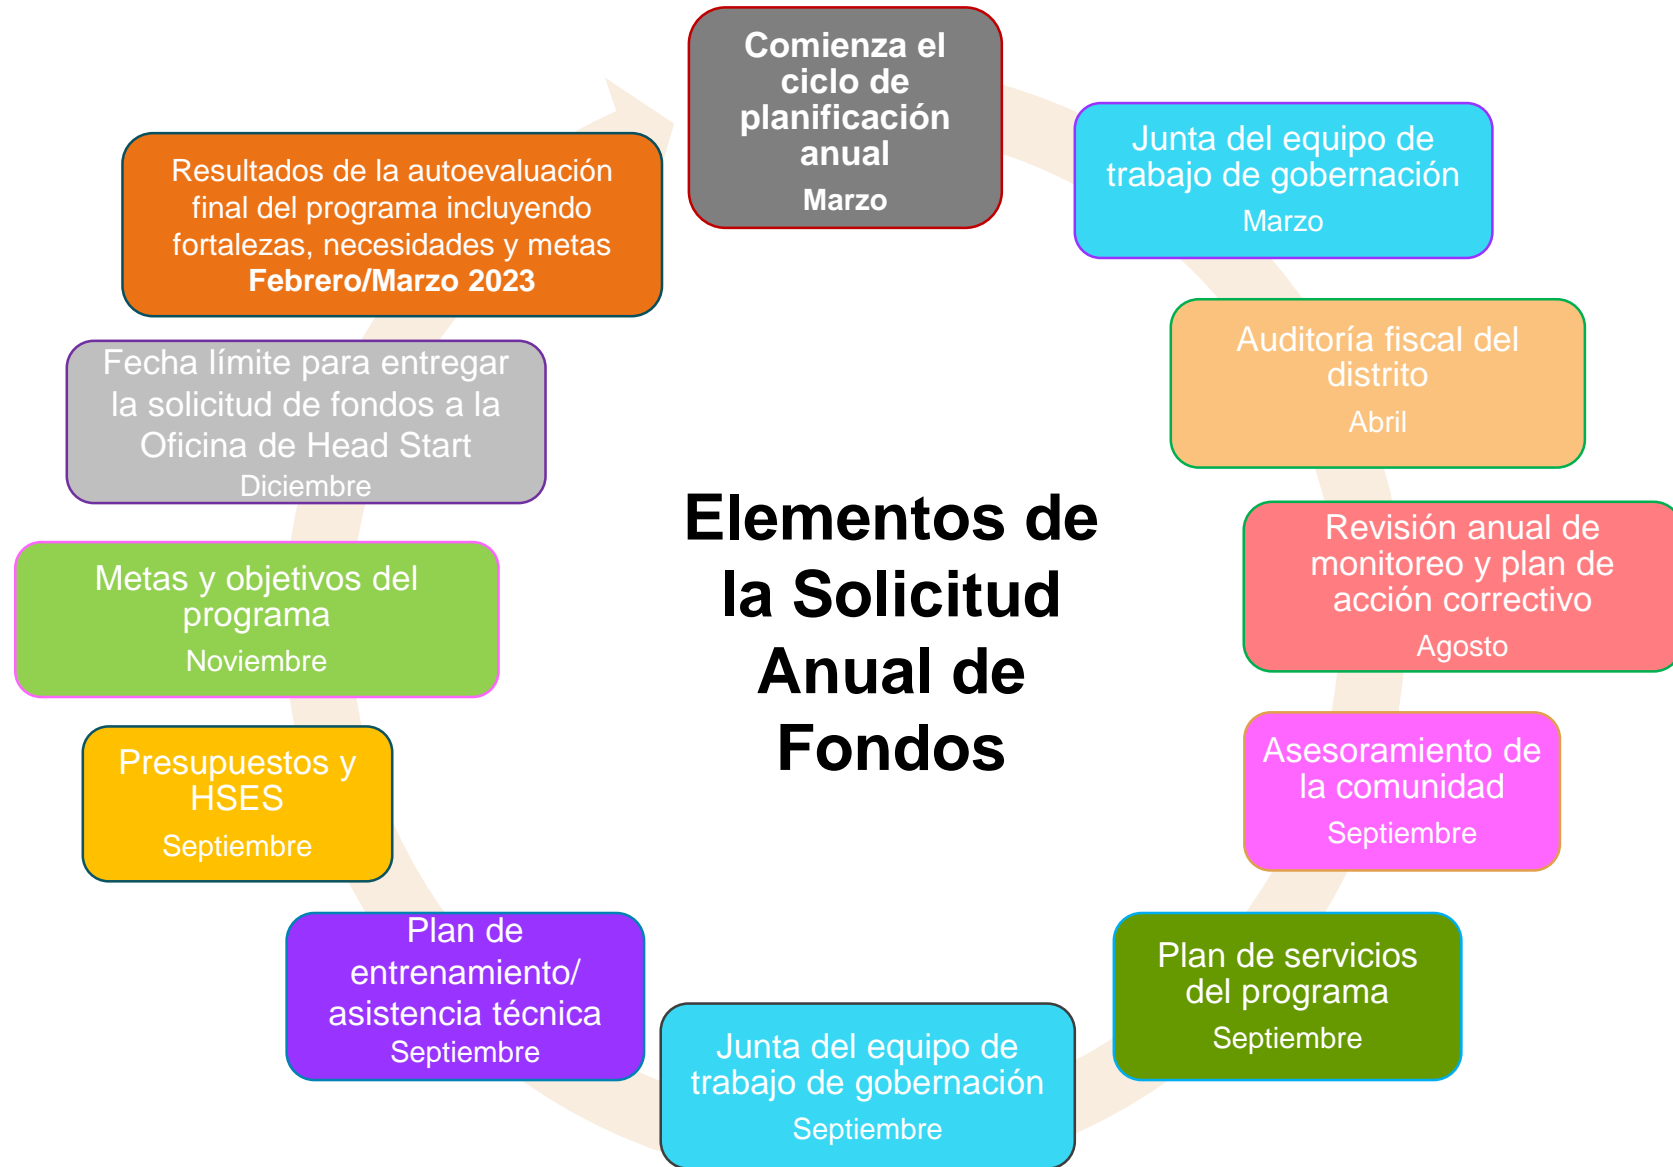 Comienza el
ciclo de
planificación
anual
Marzo
Junta del equipo de
trabajo de gobernación
Marzo
Auditoría fiscal del
distrito
Abril
Revisión anual de
monitoreo y plan de
acción correctivo
Agosto
Asesoramiento de
la comunidad
Septiembre
Plan de servicios
del programa
Septiembre
Junta del equipo de
trabajo de gobernación
Septiembre
Plan de
entrenamiento/
asistencia técnica
Septiembre
Presupuestos y
HSES
Septiembre
Metas y objetivos del
programa
Noviembre
Fecha límite para entregar
la solicitud de fondos a la
Oficina de Head Start
Diciembre
Resultados de la autoevaluación
final del programa incluyendo
fortalezas, necesidades y metas
Febrero/Marzo 2023
Elementos de
la Solicitud
Anual de
Fondos